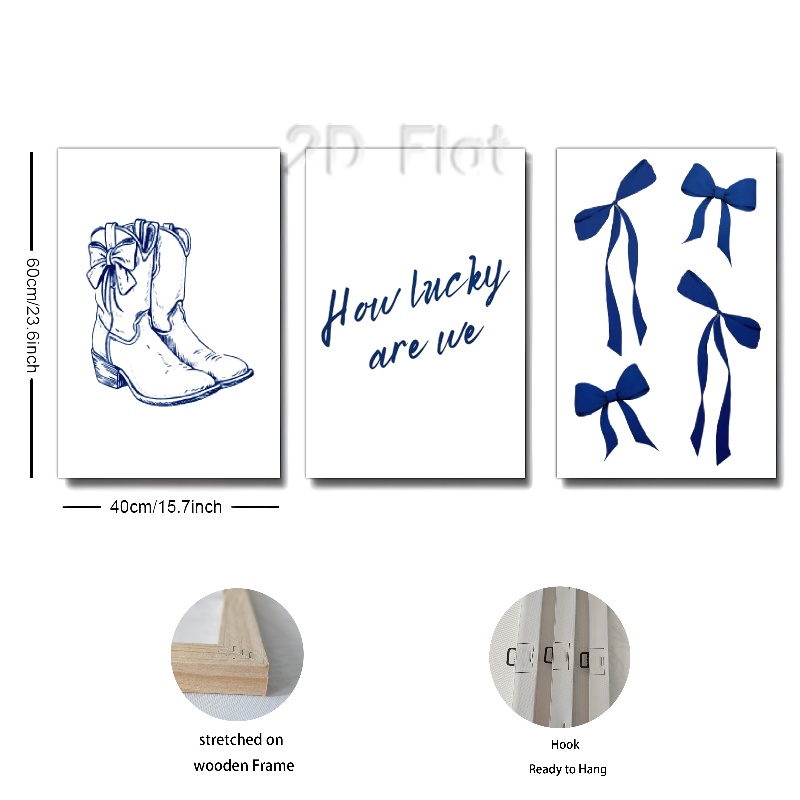 2D Flat
60cm/23.6inch
How lucky
are we
40cm/15.7inch
stretched on
wooden Frame
Hook
Ready to Hang